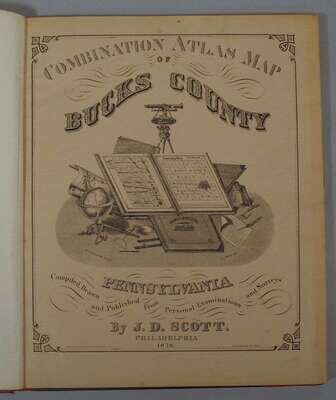 COMBINATION ATLAS MAP
OF
BUCKS COUNTY
PENNSYLVANIA
Compiled, Drawn and Published From Personal Examinations and Surveys
By J. D. SCOTT.
PHILADELPHIA
1876